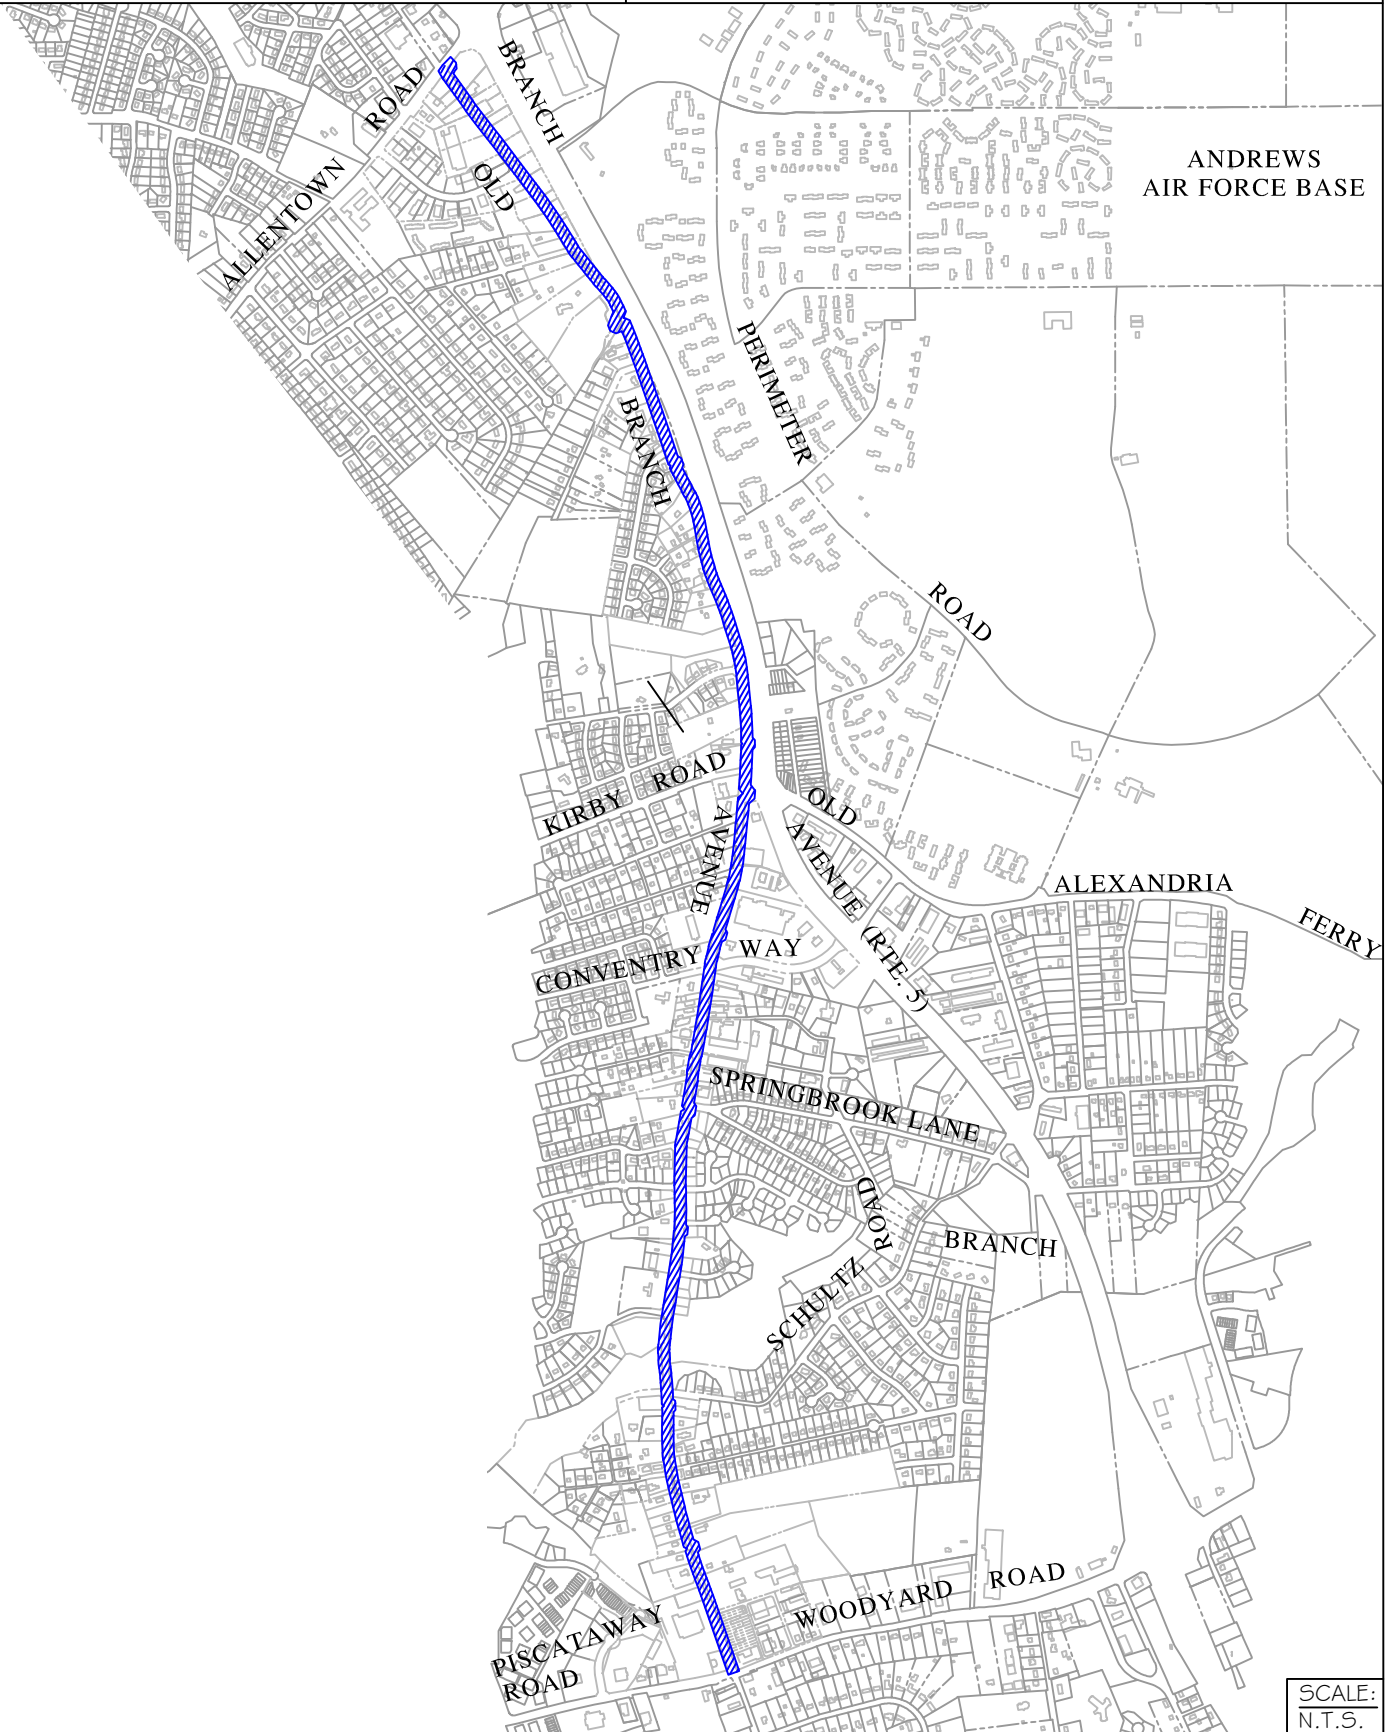 BRANCH
ROAD
ALLENTOWN
OLD
ANDREWS
AIR FORCE BASE
PERIMETER
BRANCH
ROAD
KIRBY ROAD
AVENUE
OLD
AVENUE (RTE. 5)
ALEXANDRIA
FERRY
CONVENTRY WAY
SPRINGBROOK LANE
ROAD
BRANCH
SCHULTZ
WOODYARD ROAD
PISCATAWAY
ROAD
SCALE:
N.T.S.